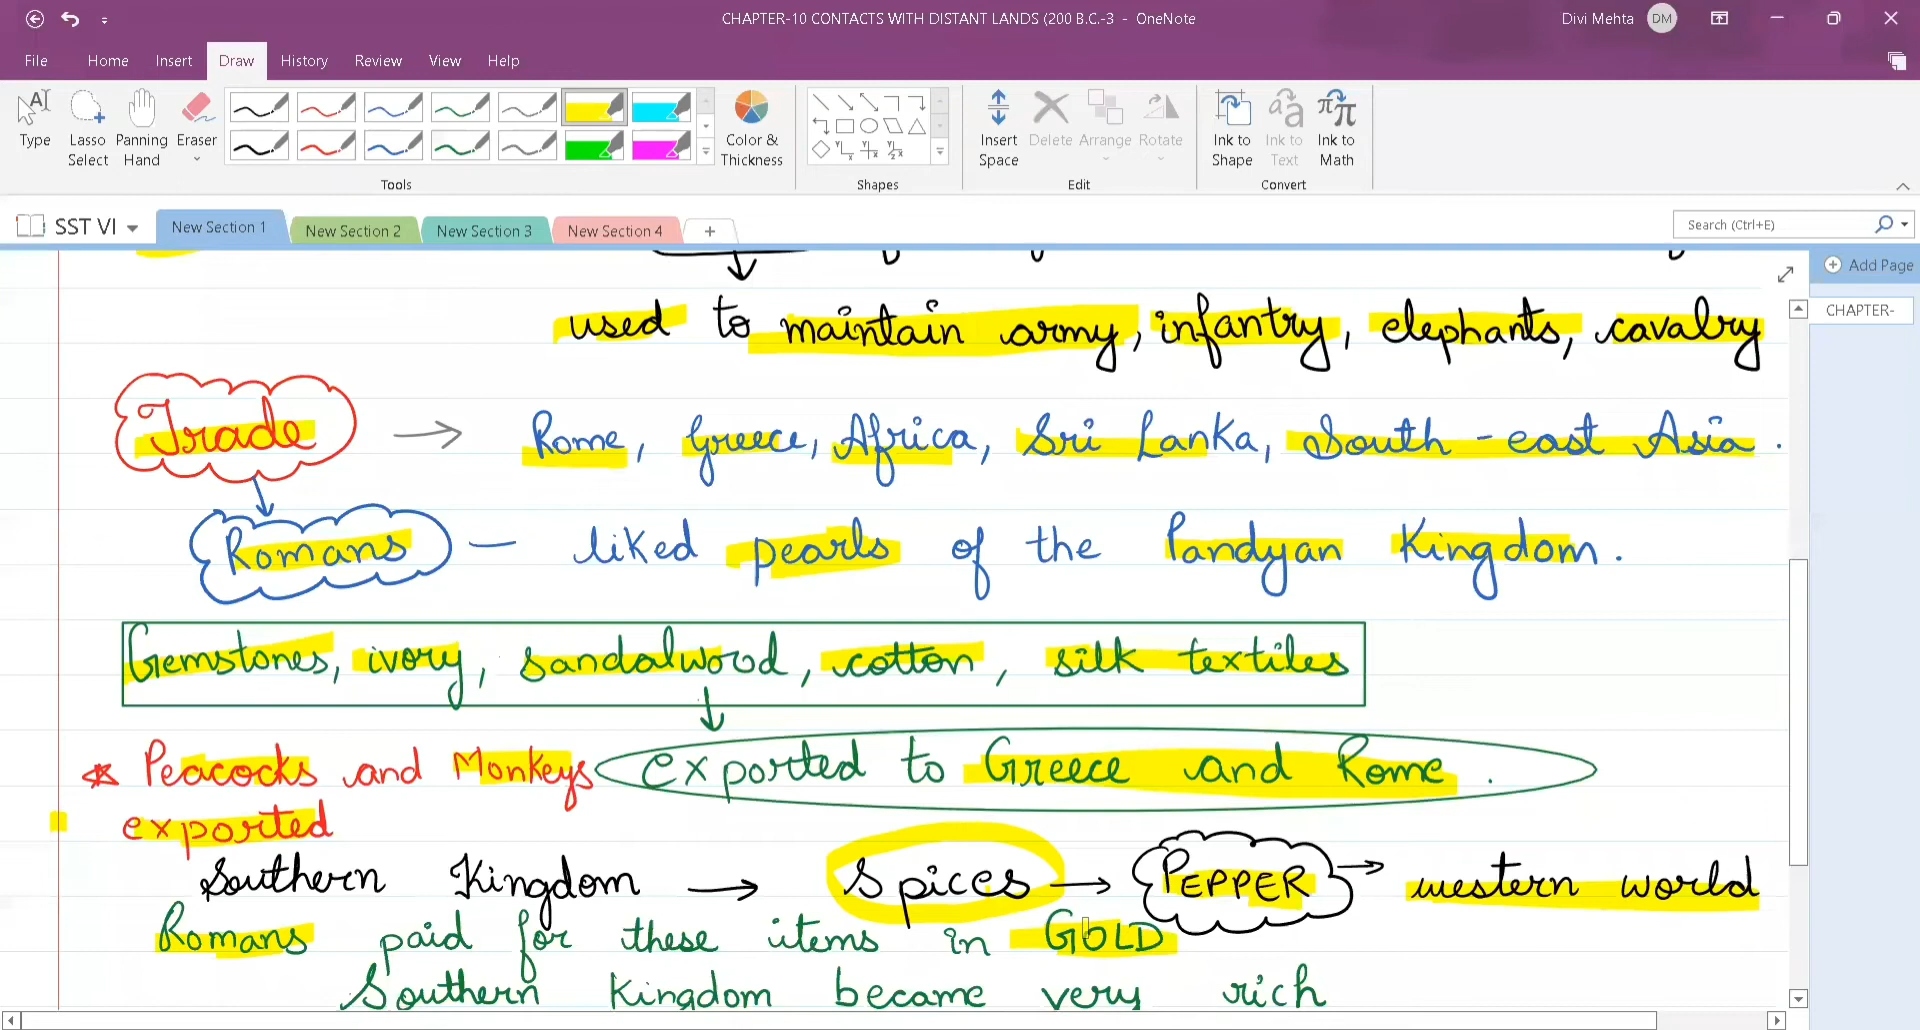 CHAPTER-10 CONTACTS WITH DISTANT LANDS (200 B.C.-3 - OneNote
Divi Mehta DM
File Home Insert Draw History Review View Help
Type Lasso Select Panning Hand Eraser
Color & Thickness
Insert Space Delete Arrange Rotate
Ink to Shape Ink to Text Ink to Math
Tools Shapes Edit Convert
SST VI New Section 1 New Section 2 New Section 3 New Section 4 + Search (Ctrl+E)
Add Page
CHAPTER-
used to maintain army, infantry, elephants, cavalry
Trade → Rome, Greece, Africa, Sri Lanka, South-east Asia.
Romans — liked pearls of the Pandyan Kingdom.
Gemstones, ivory, sandalwood, cotton, silk textiles
* Peacocks and Monkeys exported to Greece and Rome.
exported
Southern Kingdom → Spices → PEPPER → western world
Romans paid for these items in GOLD
Southern Kingdom became very rich